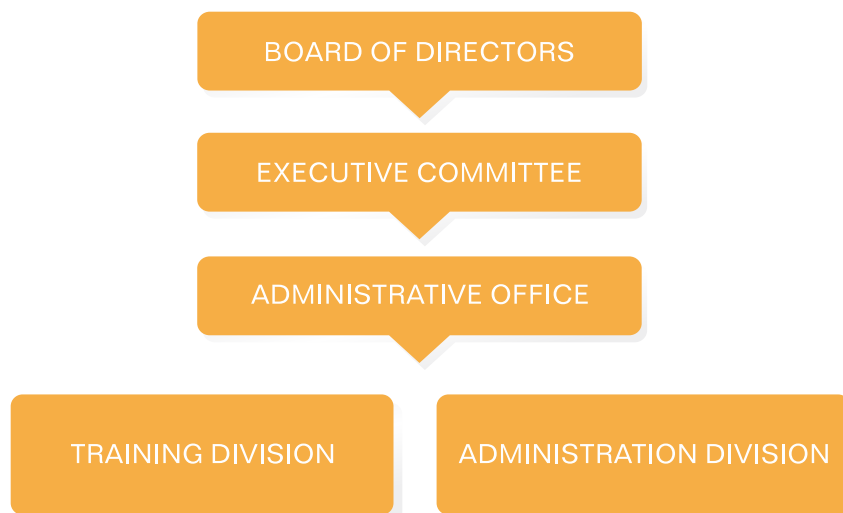 BOARD OF DIRECTORS
EXECUTIVE COMMITTEE
ADMINISTRATIVE OFFICE
TRAINING DIVISION
ADMINISTRATION DIVISION